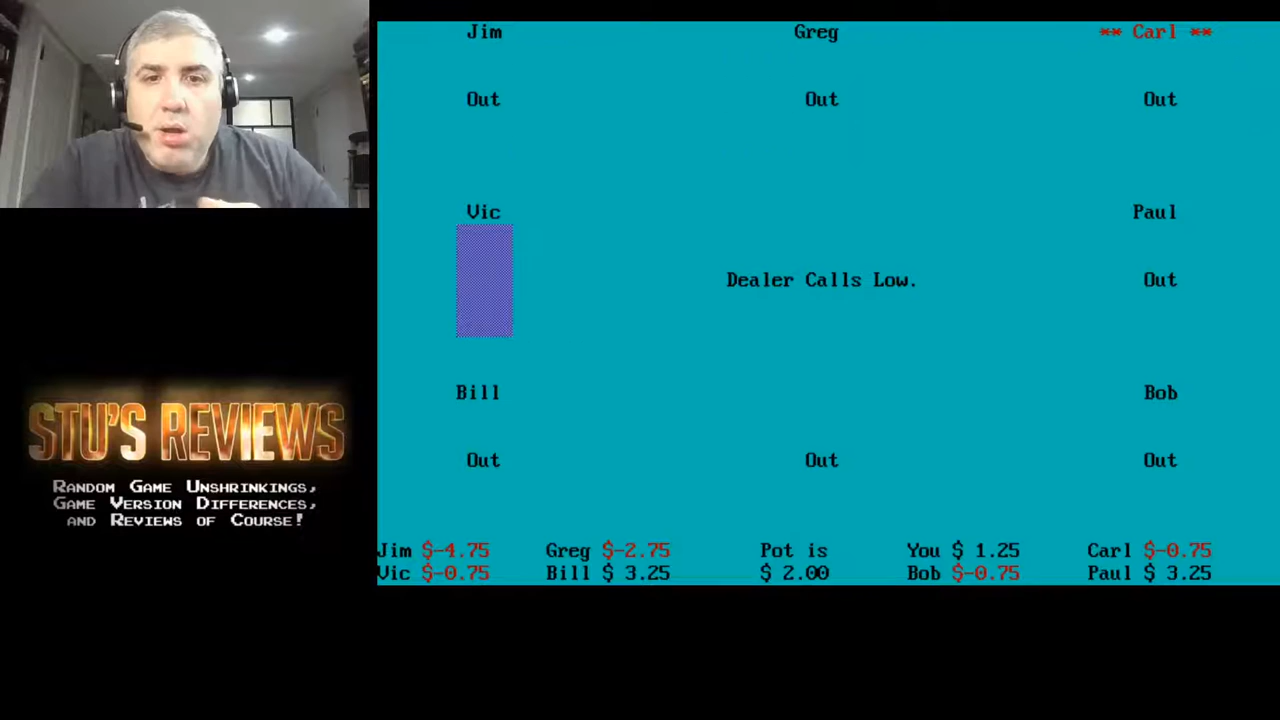 Jim Greg ** Carl **
Out Out Out
Vic Paul
Dealer Calls Low. Out
Bill Bob
Out Out Out
Jim $-4.75 Greg $-2.75 Pot is You $ 1.25 Carl $-0.75
Vic $-0.75 Bill $ 3.25 $ 2.00 Bob $-0.75 Paul $ 3.25
STU'S REVIEWS
RANDOM GAME UNSHRINKINGS,
GAME VERSION DIFFERENCES,
AND REVIEWS OF COURSE!